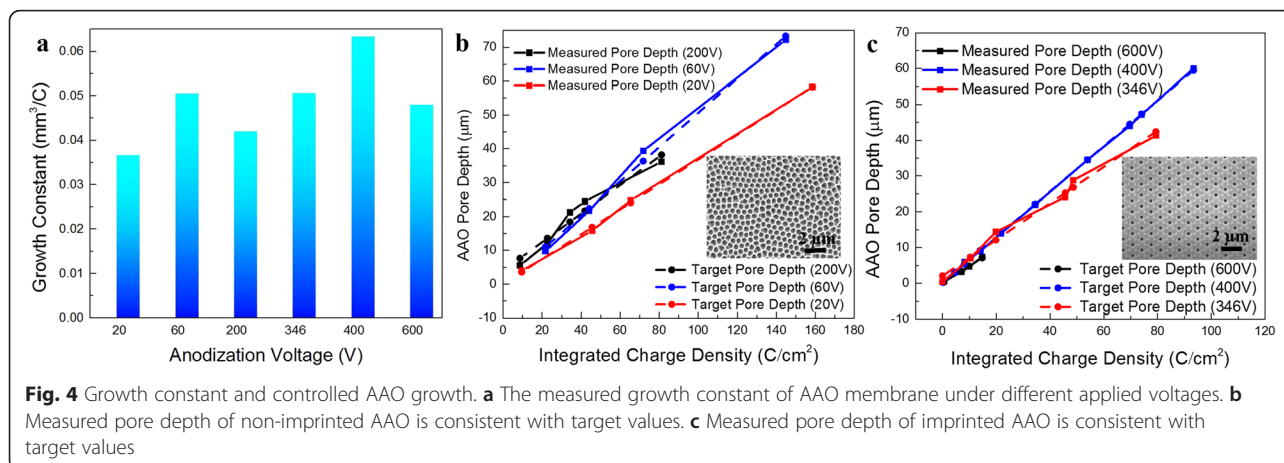 a
Growth Constant (mm³/C)
0.06
0.05
0.04
0.03
0.02
0.01
0.00
20 60 200 346 400 600
Anodization Voltage (V)
b
AAO Pore Depth (μm)
70
60
50
40
30
20
10
0
-10
Measured Pore Depth (200V)
Measured Pore Depth (60V)
Measured Pore Depth (20V)
2 μm
Target Pore Depth (200V)
Target Pore Depth (60V)
Target Pore Depth (20V)
0 20 40 60 80 100 120 140 160 180
Integrated Charge Density (C/cm²)
c
AAO Pore Depth (μm)
70
60
50
40
30
20
10
0
-10
Measured Pore Depth (600V)
Measured Pore Depth (400V)
Measured Pore Depth (346V)
2 μm
Target Pore Depth (600V)
Target Pore Depth (400V)
Target Pore Depth (346V)
0 20 40 60 80 100 120
Integrated Charge Density (C/cm²)
Fig. 4 Growth constant and controlled AAO growth. a The measured growth constant of AAO membrane under different applied voltages. b
Measured pore depth of non-imprinted AAO is consistent with target values. c Measured pore depth of imprinted AAO is consistent with
target values